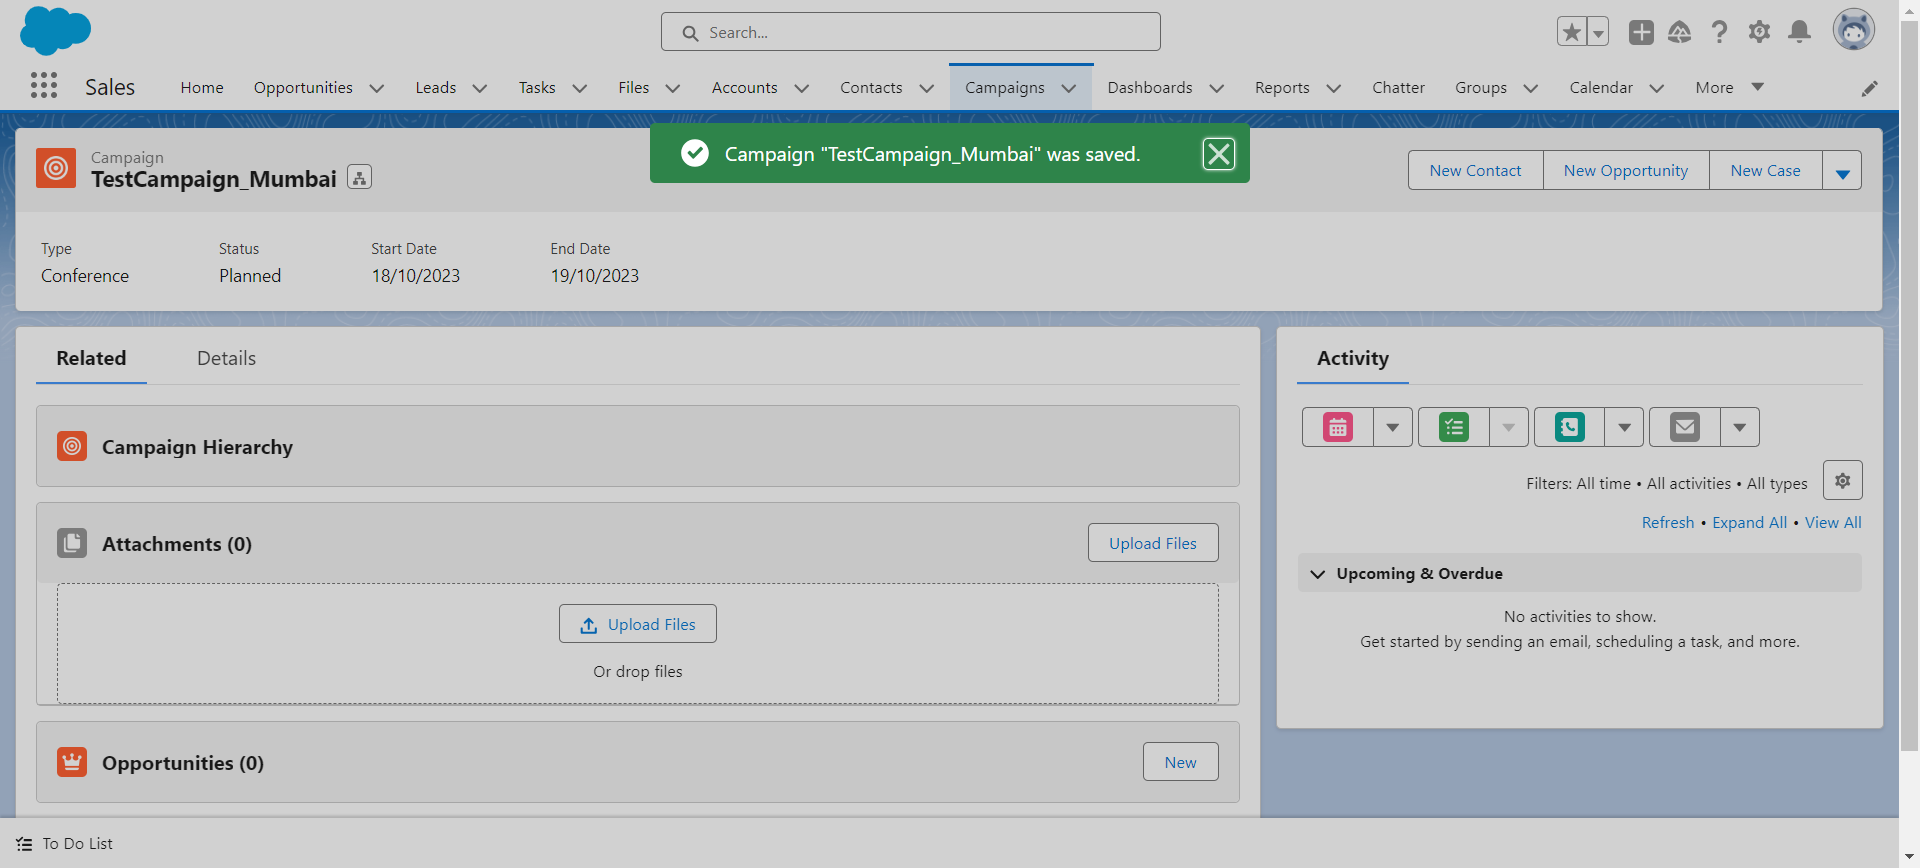 Search...
Sales
Home
Opportunities
Leads
Tasks
Files
Accounts
Contacts
Campaigns
Dashboards
Reports
Chatter
Groups
Calendar
More
Campaign "TestCampaign_Mumbai" was saved.
Campaign
TestCampaign_Mumbai
New Contact
New Opportunity
New Case
Type
Conference
Status
Planned
Start Date
18/10/2023
End Date
19/10/2023
Related
Details
Campaign Hierarchy
Attachments (0)
Upload Files
Upload Files
Or drop files
Opportunities (0)
New
Activity
Filters: All time • All activities • All types
Refresh • Expand All • View All
Upcoming & Overdue
No activities to show.
Get started by sending an email, scheduling a task, and more.
To Do List